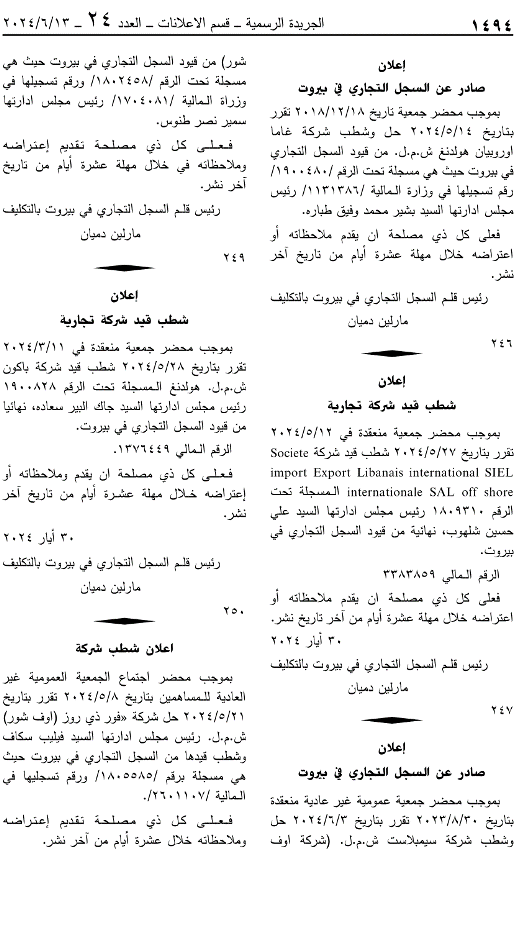 ١٤٩٤
الجريدة الرسمية ــ قسم الاعلانات ــ العدد ٢٤ ــ ٢٠٢٤/٦/١٣
إعلان
صادر عن السجل التجاري في بيروت
بموجب محضر جمعية تاريخ ٢٠١٨/١٢/١٨ تقرر
بتاريخ ٢٠٢٤/٥/١٤ حل وشطب شركة غاما
اوروبيان هولدنغ ش.م.ل. من قيود السجل التجاري
في بيروت حيث هي مسجلة تحت الرقم /١٩٠٠٤٨٠/
رقم تسجيلها في وزارة المالية /١١٣١٣٨٦/ رئيس
مجلس ادارتها السيد بشير محمد وفيق طباره.
فعلى كل ذي مصلحة ان يقدم ملاحظاته أو
اعتراضه خلال مهلة عشرة أيام من تاريخ آخر
نشر.
رئيس قلم السجل التجاري في بيروت بالتكليف
مارلين دميان
٢٤٦
إعلان
شطب قيد شركة تجارية
بموجب محضر جمعية منعقدة في ٢٠٢٤/٥/١٢
تقرر بتاريخ ٢٠٢٤/٥/٢٧ شطب قيد شركة Societe
import Export Libanais international SIEL
internationale SAL off shore المسجلة تحت
الرقم ١٨٠٩٣١٠ رئيس مجلس ادارتها السيد علي
حسين شلهوب، نهائية من قيود السجل التجاري في
بيروت.
الرقم المالي ٣٣٨٣٨٥٩
فعلى كل ذي مصلحة ان يقدم ملاحظاته أو
اعتراضه خلال مهلة عشرة أيام من آخر تاريخ نشر.
٣٠ أيار ٢٠٢٤
رئيس قلم السجل التجاري في بيروت بالتكليف
مارلين دميان
٢٤٧
إعلان
صادر عن السجل التجاري في بيروت
بموجب محضر جمعية عمومية غير عادية منعقدة
بتاريخ ٢٠٢٣/٨/٣٠ تقرر بتاريخ ٢٠٢٤/٦/٣ حل
وشطب شركة سيمبلاست ش.م.ل. (شركة اوف
شور) من قيود السجل التجاري في بيروت حيث هي
مسجلة تحت الرقم /١٨٠٢٤٥٨/ ورقم تسجيلها في
وزراة المالية /١٧٠٤٠٨١/ رئيس مجلس ادارتها
سمير نصر طنوس.
فعلى كل ذي مصلحة تقديم إعتراضه
وملاحظاته في خلال مهلة عشرة أيام من تاريخ
آخر نشر.
رئيس قلم السجل التجاري في بيروت بالتكليف
مارلين دميان
٢٤٩
إعلان
شطب قيد شركة تجارية
بموجب محضر جمعية منعقدة في ٢٠٢٤/٣/١١
تقرر بتاريخ ٢٠٢٤/٥/٢٨ شطب قيد شركة باكون
ش.م.ل. هولدنغ المسجلة تحت الرقم ١٩٠٠٨٢٨
رئيس مجلس ادارتها السيد جاك البير سعاده، نهائيا
من قيود السجل التجاري في بيروت.
الرقم المالي ١٣٧٦٤٤٩.
فعلى كل ذي مصلحة ان يقدم وملاحظاته أو
إعتراضه خلال مهلة عشرة أيام من تاريخ آخر
نشر.
٣٠ أيار ٢٠٢٤
رئيس قلم السجل التجاري في بيروت بالتكليف
مارلين دميان
٢٥٠
اعلان شطب شركة
بموجب محضر اجتماع الجمعية العمومية غير
العادية للمساهمين بتاريخ ٢٠٢٤/٥/٨ تقرر بتاريخ
٢٠٢٤/٥/٢١ حل شركة «فور ذي روز (اوف شور)
ش.م.ل. رئيس مجلس ادارتها السيد فيليب سكاف
وشطب قيدها من السجل التجاري في بيروت حيث
هي مسجلة برقم /١٨٠٥٥٨٥/ ورقم تسجليها في
المالية /٢٦٠١١٠٧/.
فعلى كل ذي مصلحة تقديم إعتراضه
وملاحظاته خلال عشرة أيام من آخر نشر.